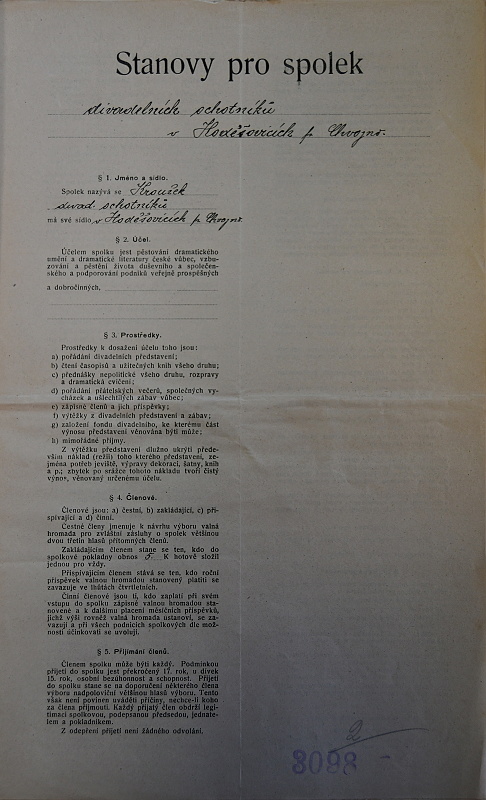 Stanovy pro spolek
divadelních ochotníků
v Hoděšovicích p. Chvojno.
§ 1. Jméno a sídlo.
Spolek nazývá se Kroužek
divad. ochotníků
má své sídlo v Hoděšovicích p. Chvojno.
§ 2. Účel.
Účelem spolku jest pěstování dramatického
umění a dramatické literatury české vůbec, vzbu-
zování a pěstění života duševního a společen-
ského a podporování podniků veřejně prospěšných
a dobročinných,
§ 3. Prostředky.
Prostředky k dosažení účelu toho jsou:
a) pořádání divadelních představení;
b) čtení časopisů a užitečných knih všeho druhu;
c) přednášky nepolitické všeho druhu, rozpravy
a dramatická cvičení;
d) pořádání přátelských večerů, společných vy-
cházek a ušlechtilých zábav vůbec;
e) zápisné členů a jich příspěvky;
f) výtěžky z divadelních představení a zábav;
g) založení fondu divadelního, ke kterému část
výnosu představení věnována býti může;
h) mimořádné příjmy.
Z výtěžku představení dlužno ukrýti přede-
vším náklad (režii) toho kterého představení, ze-
jména potřeb jeviště, výpravy dekorací, šatny, knih
a p.; zbytek po srážce tohoto nákladu tvoří čistý
výnos, věnovaný určenému účelu.
§ 4. Členové.
Členové jsou: a) čestní, b) zakládající, c) při-
spívající a d) činní.
Čestné členy jmenuje k návrhu výboru valná
hromada pro zvláštní zásluhy o spolek většinou
dvou třetin hlasů přítomných členů.
Zakládajícím členem stane se ten, kdo do
spolkové pokladny obnos 5.- K hotově složil
jednou pro vždy.
Přispívajícím členem stává se ten, kdo roční
příspěvek valnou hromadou stanovený platiti se
zavazuje ve lhůtách čtvrtletních.
Činní členové jsou ti, kdo zaplatí při svém
vstupu do spolku zápisné valnou hromadou sta-
novené a k dalšímu placení měsíčních příspěvků,
jichž výši rovněž valná hromada ustanoví, se za-
vazují a při všech podnicích spolkových dle mož-
nosti účinkovati se uvolují.
§ 5. Přijímání členů.
Členem spolku může býti každý. Podmínkou
přijetí do spolku jest překročený 17. rok, u dívek
15. rok, osobní bezúhonnost a schopnost. Přijetí
do spolku stane se na doporučení některého člena
výboru nadpoloviční většinou hlasů výboru. Tento
však není povinen uváděti příčiny, nechce-li koho
za člena přijmouti. Každý přijatý člen obdrží legi-
timaci spolkovou, podepsanou předsedou, jednate-
lem a pokladníkem.
Z odepření přijetí není žádného odvolání.
2
8098